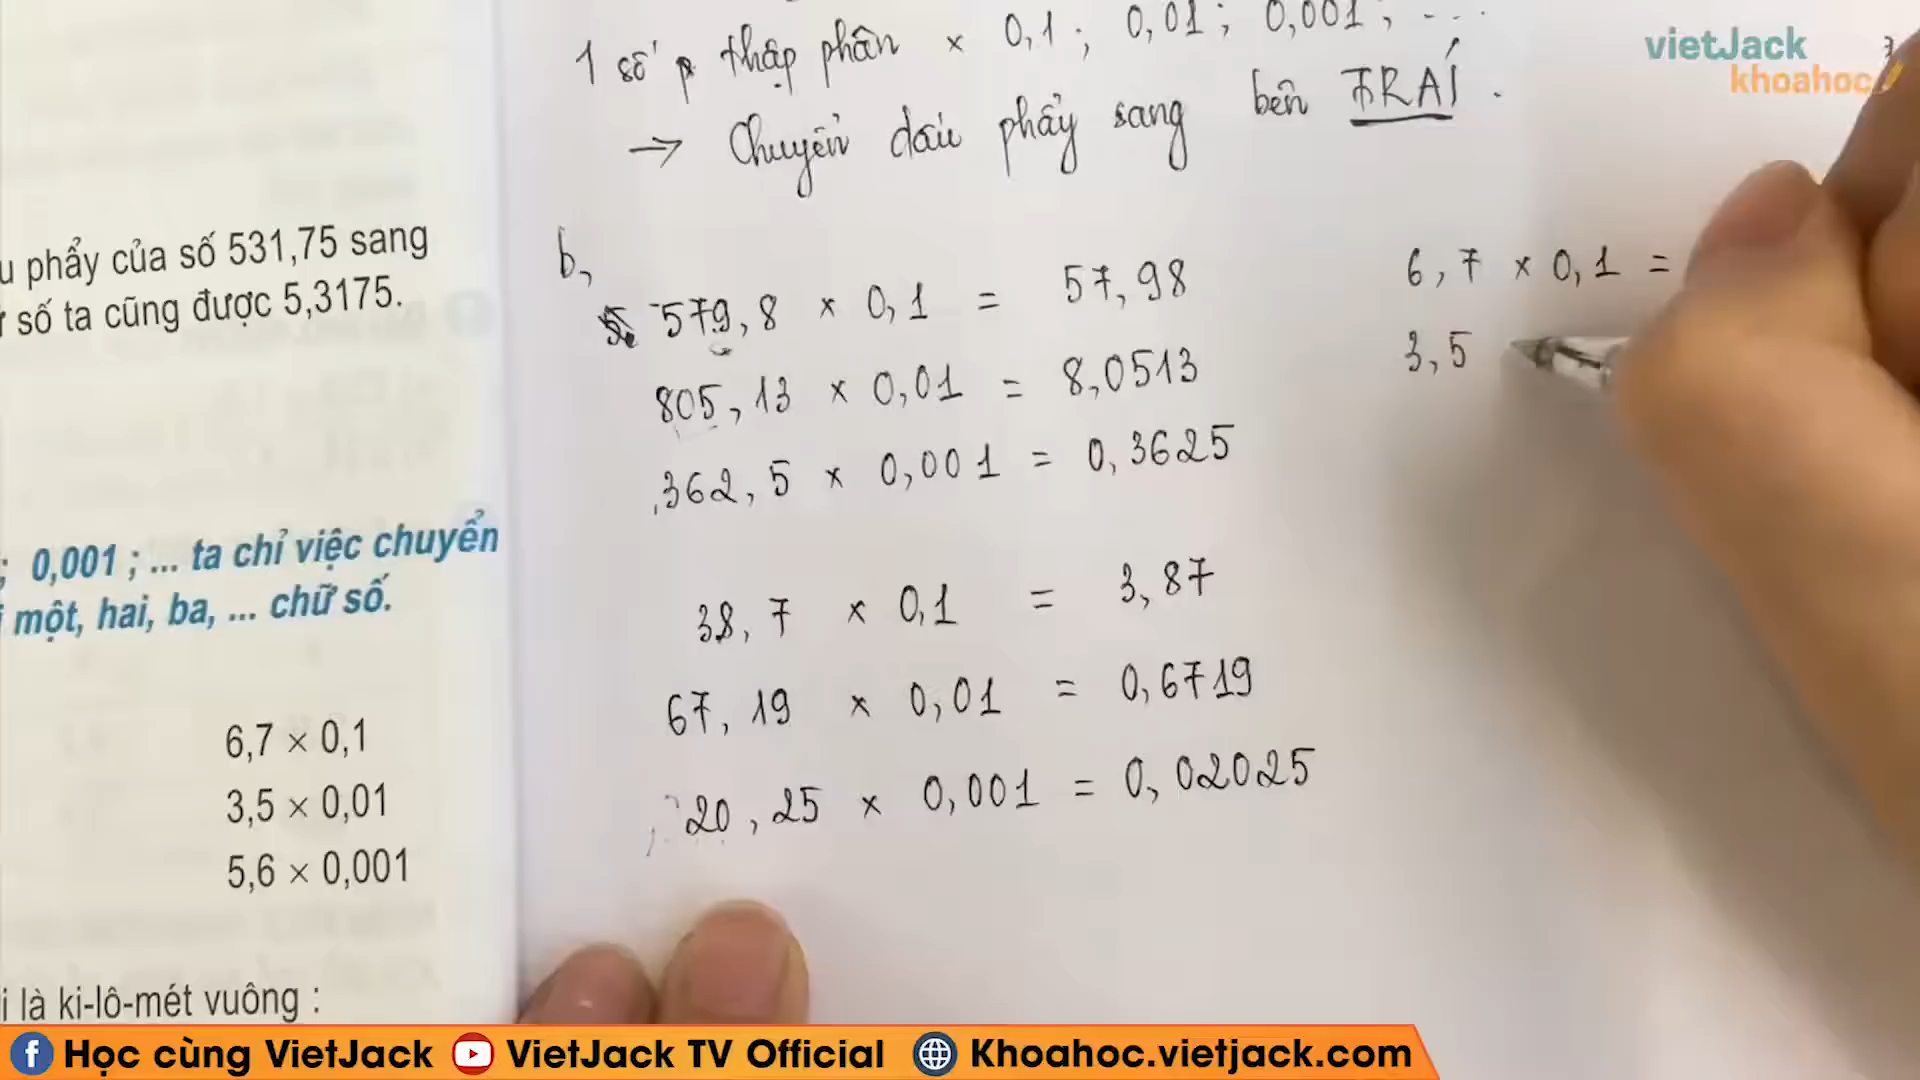 1 số thập phân × 0,1 ; 0,01 ; 0,001 ; ...
→ Chuyển dấu phẩy sang bên TRÁI.
vietJack
khoahoc
phẩy của số 531,75 sang
số ta cũng được 5,3175.
; 0,001 ; ... ta chỉ việc chuyển
một, hai, ba, ... chữ số.
6,7 × 0,1
3,5 × 0,01
5,6 × 0,001
là ki-lô-mét vuông :
b,
579,8 × 0,1 = 57,98
805,13 × 0,01 = 8,0513
362,5 × 0,001 = 0,3625
38,7 × 0,1 = 3,87
67,19 × 0,01 = 0,6719
20,25 × 0,001 = 0,02025
6,7 × 0,1 =
3,5
Học cùng VietJack VietJack TV Official Khoahoc.vietjack.com